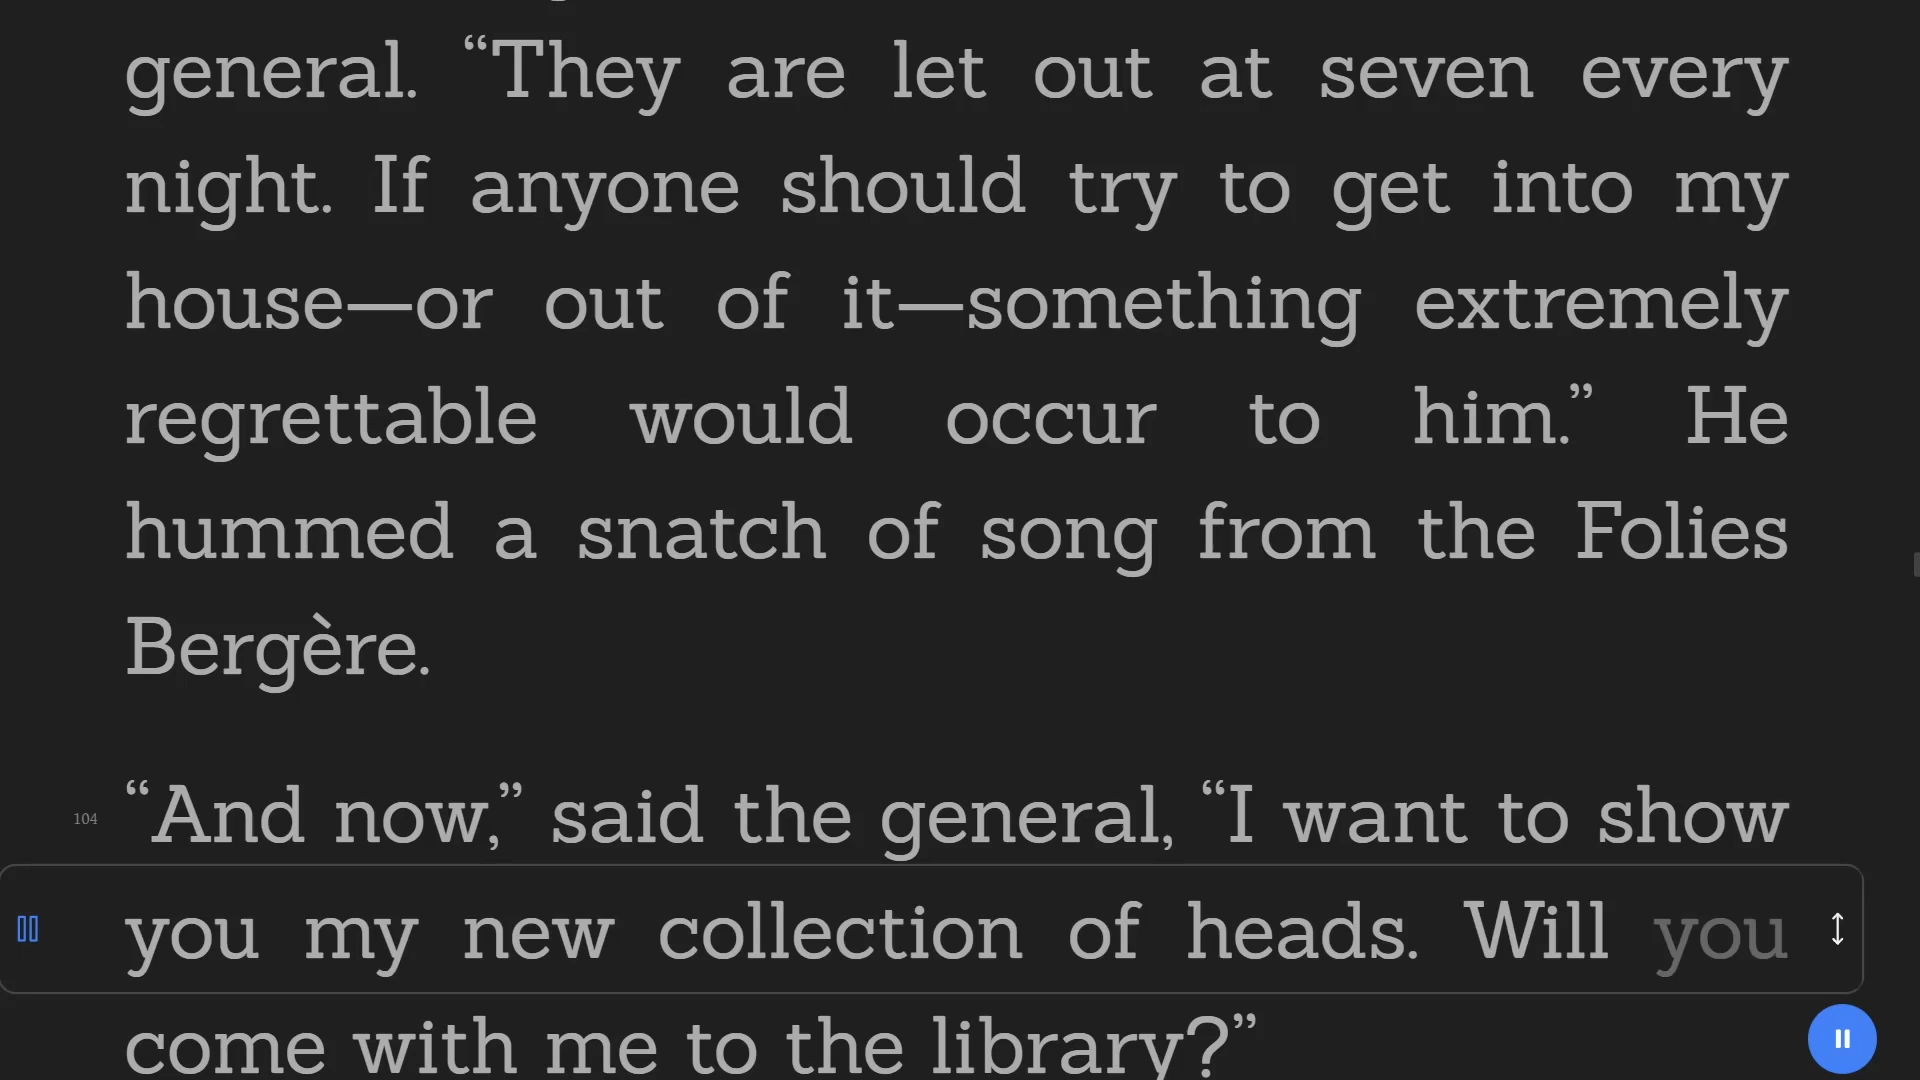 general. “They are let out at seven every
night. If anyone should try to get into my
house—or out of it—something extremely
regrettable would occur to him.” He
hummed a snatch of song from the Folies
Bergère.
104
“And now,” said the general, “I want to show
you my new collection of heads. Will you
come with me to the library?”